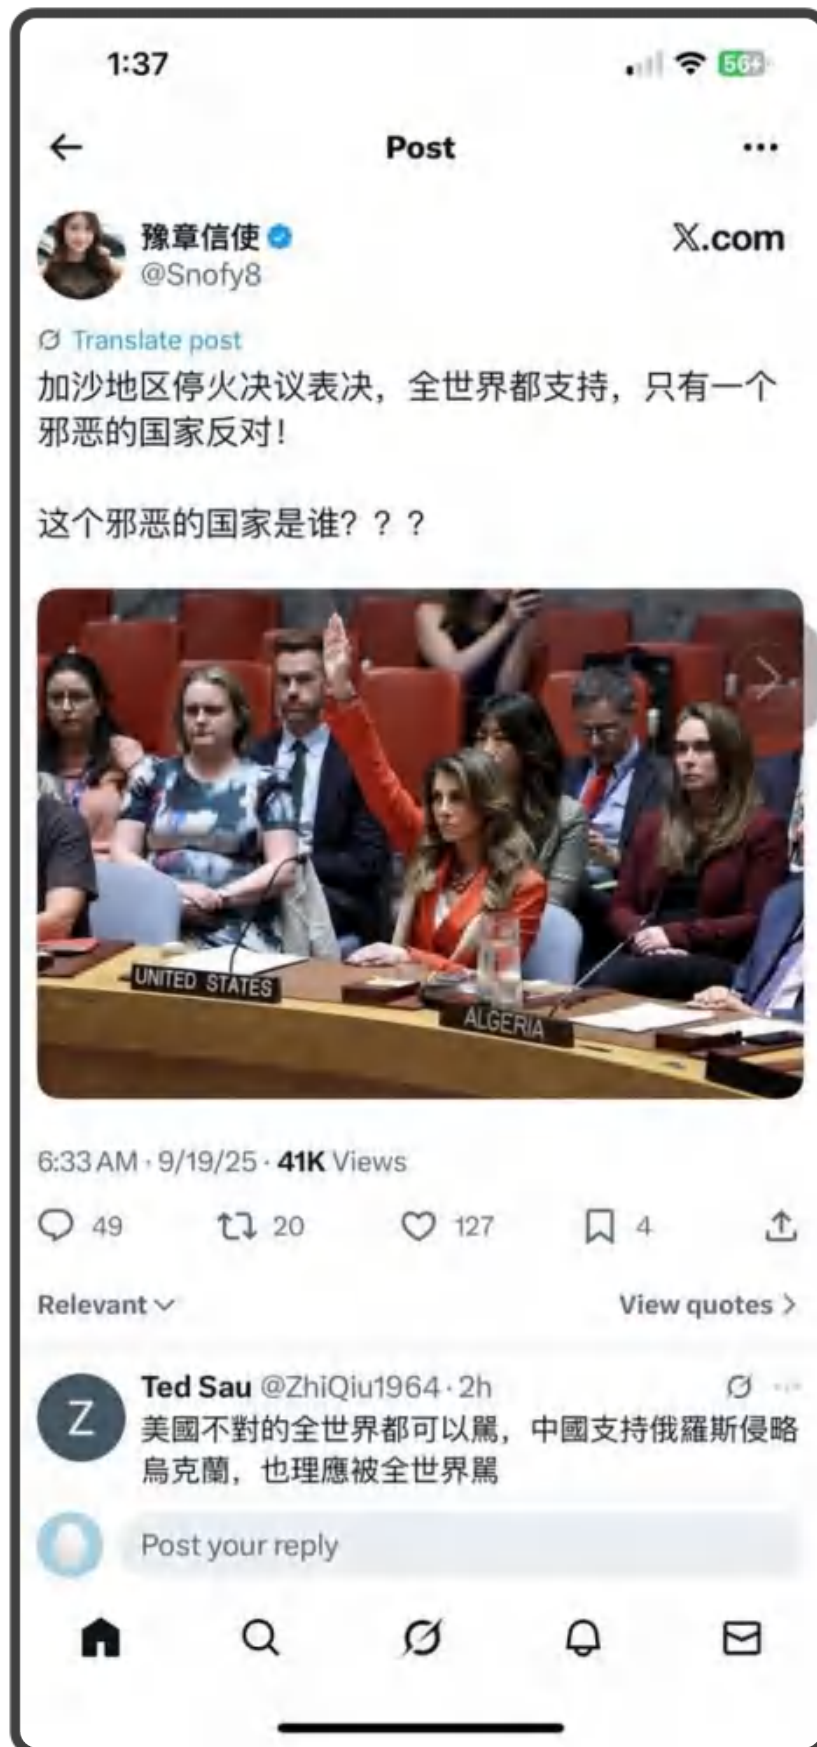 1:37
56+
Post
豫章信使
X.com
@Snofy8
Translate post
加沙地区停火决议表决，全世界都支持，只有一个
邪恶的国家反对！
这个邪恶的国家是谁？？？
UNITED STATES
ALGERIA
6:33 AM · 9/19/25 · 41K Views
49 20 127 4
Relevant
View quotes
Z
Ted Sau @ZhiQiu1964 · 2h
美國不對的全世界都可以駡，中國支持俄羅斯侵略
烏克蘭，也理應被全世界駡
Post your reply